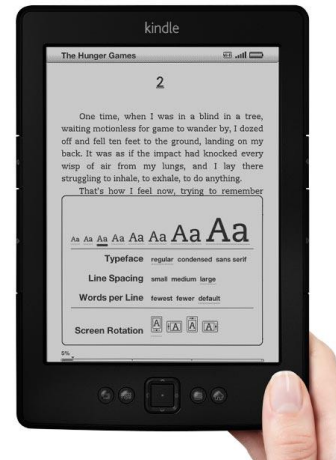 kindle
The Hunger Games
2
One time, when I was in a blind in a tree,
waiting motionless for game to wander by, I dozed
off and fell ten feet to the ground, landing on my
back. It was as if the impact had knocked every
wisp of air from my lungs, and I lay there
struggling to inhale, to exhale, to do anything.
That's how I feel now, trying to remember
Aa Aa Aa Aa Aa Aa Aa Aa
Typeface regular condensed sans serif
Line Spacing small medium large
Words per Line fewest fewer default
Screen Rotation A A A A
5%